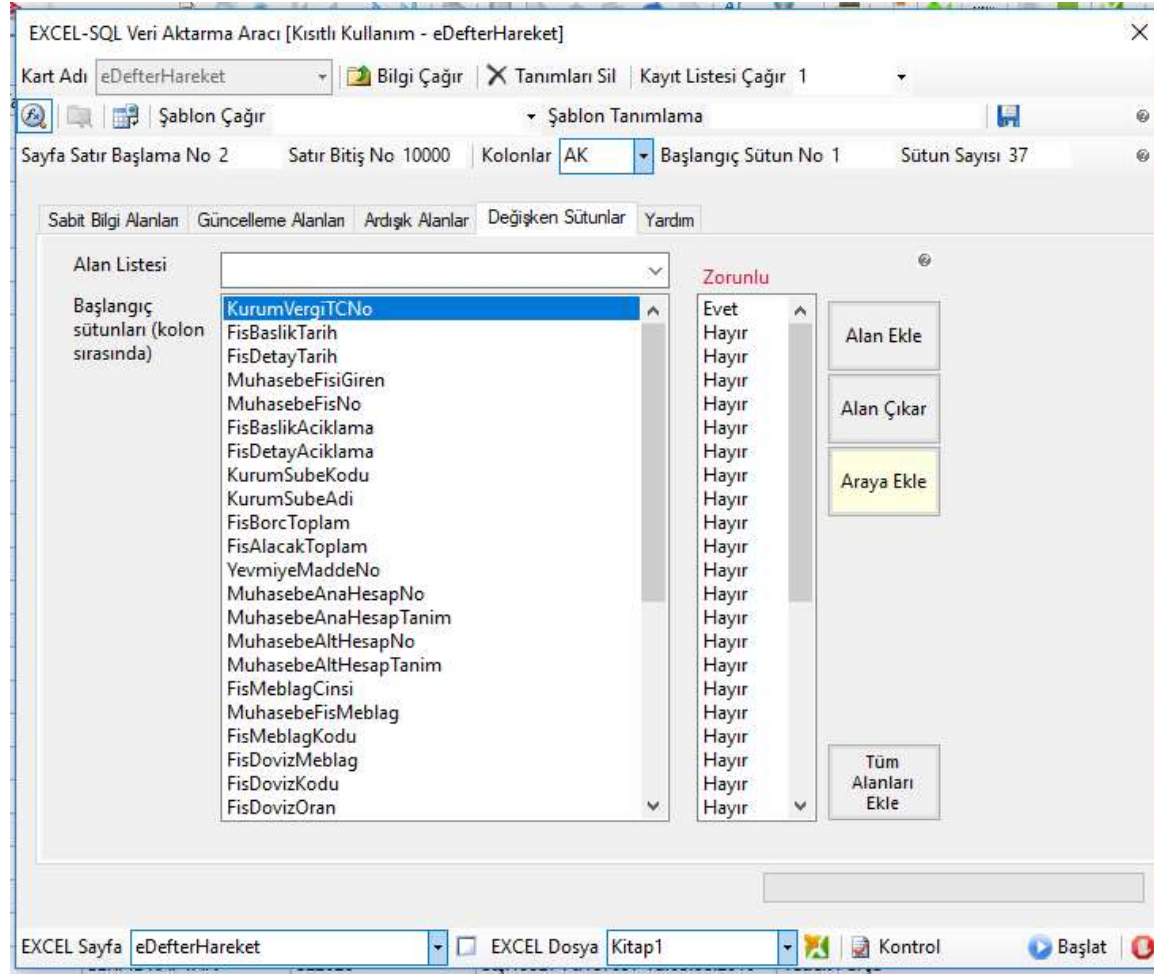 EXCEL-SQL Veri Aktarma Aracı [Kısıtlı Kullanım - eDefterHareket]
Kart Adı eDefterHareket Bilgi Çağır Tanımları Sil Kayıt Listesi Çağır 1
Şablon Çağır Şablon Tanımlama
Sayfa Satır Başlama No 2 Satır Bitiş No 10000 Kolonlar AK Başlangıç Sütun No 1 Sütun Sayısı 37
Sabit Bilgi Alanları Güncelleme Alanları Ardışık Alanlar Değişken Sütunlar Yardım
Alan Listesi
Zorunlu
Başlangıç sütunları (kolon sırasında)
KurumVergiTCNo Evet
FisBaslikTarih Hayır
FisDetayTarih Hayır
MuhasebeFisiGiren Hayır
MuhasebeFisNo Hayır
FisBaslikAciklama Hayır
FisDetayAciklama Hayır
KurumSubeKodu Hayır
KurumSubeAdi Hayır
FisBorcToplam Hayır
FisAlacakToplam Hayır
YevmiyeMaddeNo Hayır
MuhasebeAnaHesapNo Hayır
MuhasebeAnaHesapTanim Hayır
MuhasebeAltHesapNo Hayır
MuhasebeAltHesapTanim Hayır
FisMeblagCinsi Hayır
MuhasebeFisMeblag Hayır
FisMeblagKodu Hayır
FisDovizMeblag Hayır
FisDovizKodu Hayır
FisDovizOran Hayır
Alan Ekle
Alan Çıkar
Araya Ekle
Tüm
Alanları
Ekle
EXCEL Sayfa eDefterHareket EXCEL Dosya Kitap1 Kontrol Başlat